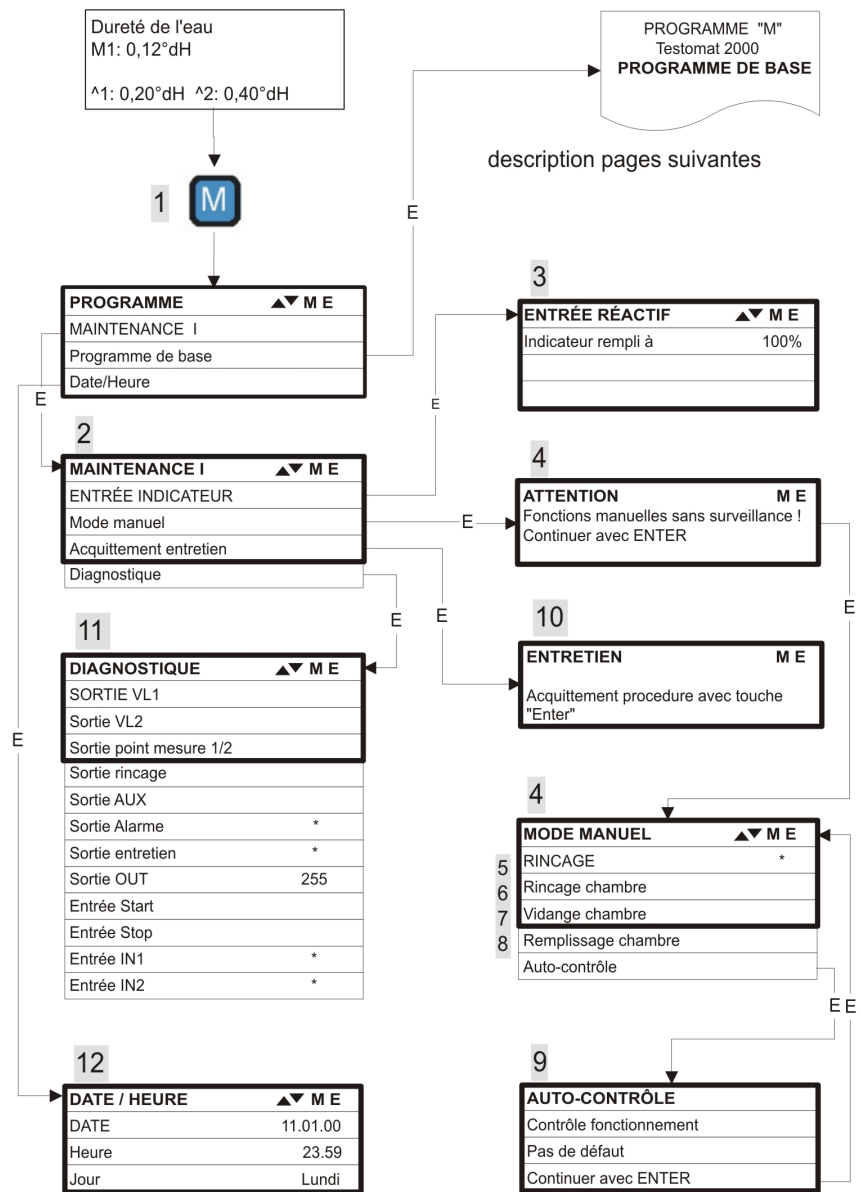 Dureté de l'eau
M1: 0,12°dH
^1: 0,20°dH ^2: 0,40°dH
PROGRAMME "M"
Testomat 2000
PROGRAMME DE BASE
description pages suivantes
1
M
E
PROGRAMME ▲▼ M E
MAINTENANCE I
Programme de base
Date/Heure
E
E
E
3
ENTRÉE RÉACTIF ▲▼ M E
Indicateur rempli à 100%
2
MAINTENANCE I ▲▼ M E
ENTRÉE INDICATEUR
Mode manuel
Acquittement entretien
Diagnostique
E
E
E
4
ATTENTION M E
Fonctions manuelles sans surveillance !
Continuer avec ENTER
E
10
ENTRETIEN M E
Acquittement procedure avec touche
"Enter"
11
DIAGNOSTIQUE ▲▼ M E
SORTIE VL1
Sortie VL2
Sortie point mesure 1/2
Sortie rincage
Sortie AUX
Sortie Alarme *
Sortie entretien *
Sortie OUT 255
Entrée Start
Entrée Stop
Entrée IN1 *
Entrée IN2 *
E
4
MODE MANUEL ▲▼ M E
5 RINCAGE *
6 Rincage chambre
7 Vidange chambre
8 Remplissage chambre
Auto-contrôle
E E
12
DATE / HEURE ▲▼ M E
DATE 11.01.00
Heure 23.59
Jour Lundi
9
AUTO-CONTRÔLE
Contrôle fonctionnement
Pas de défaut
Continuer avec ENTER